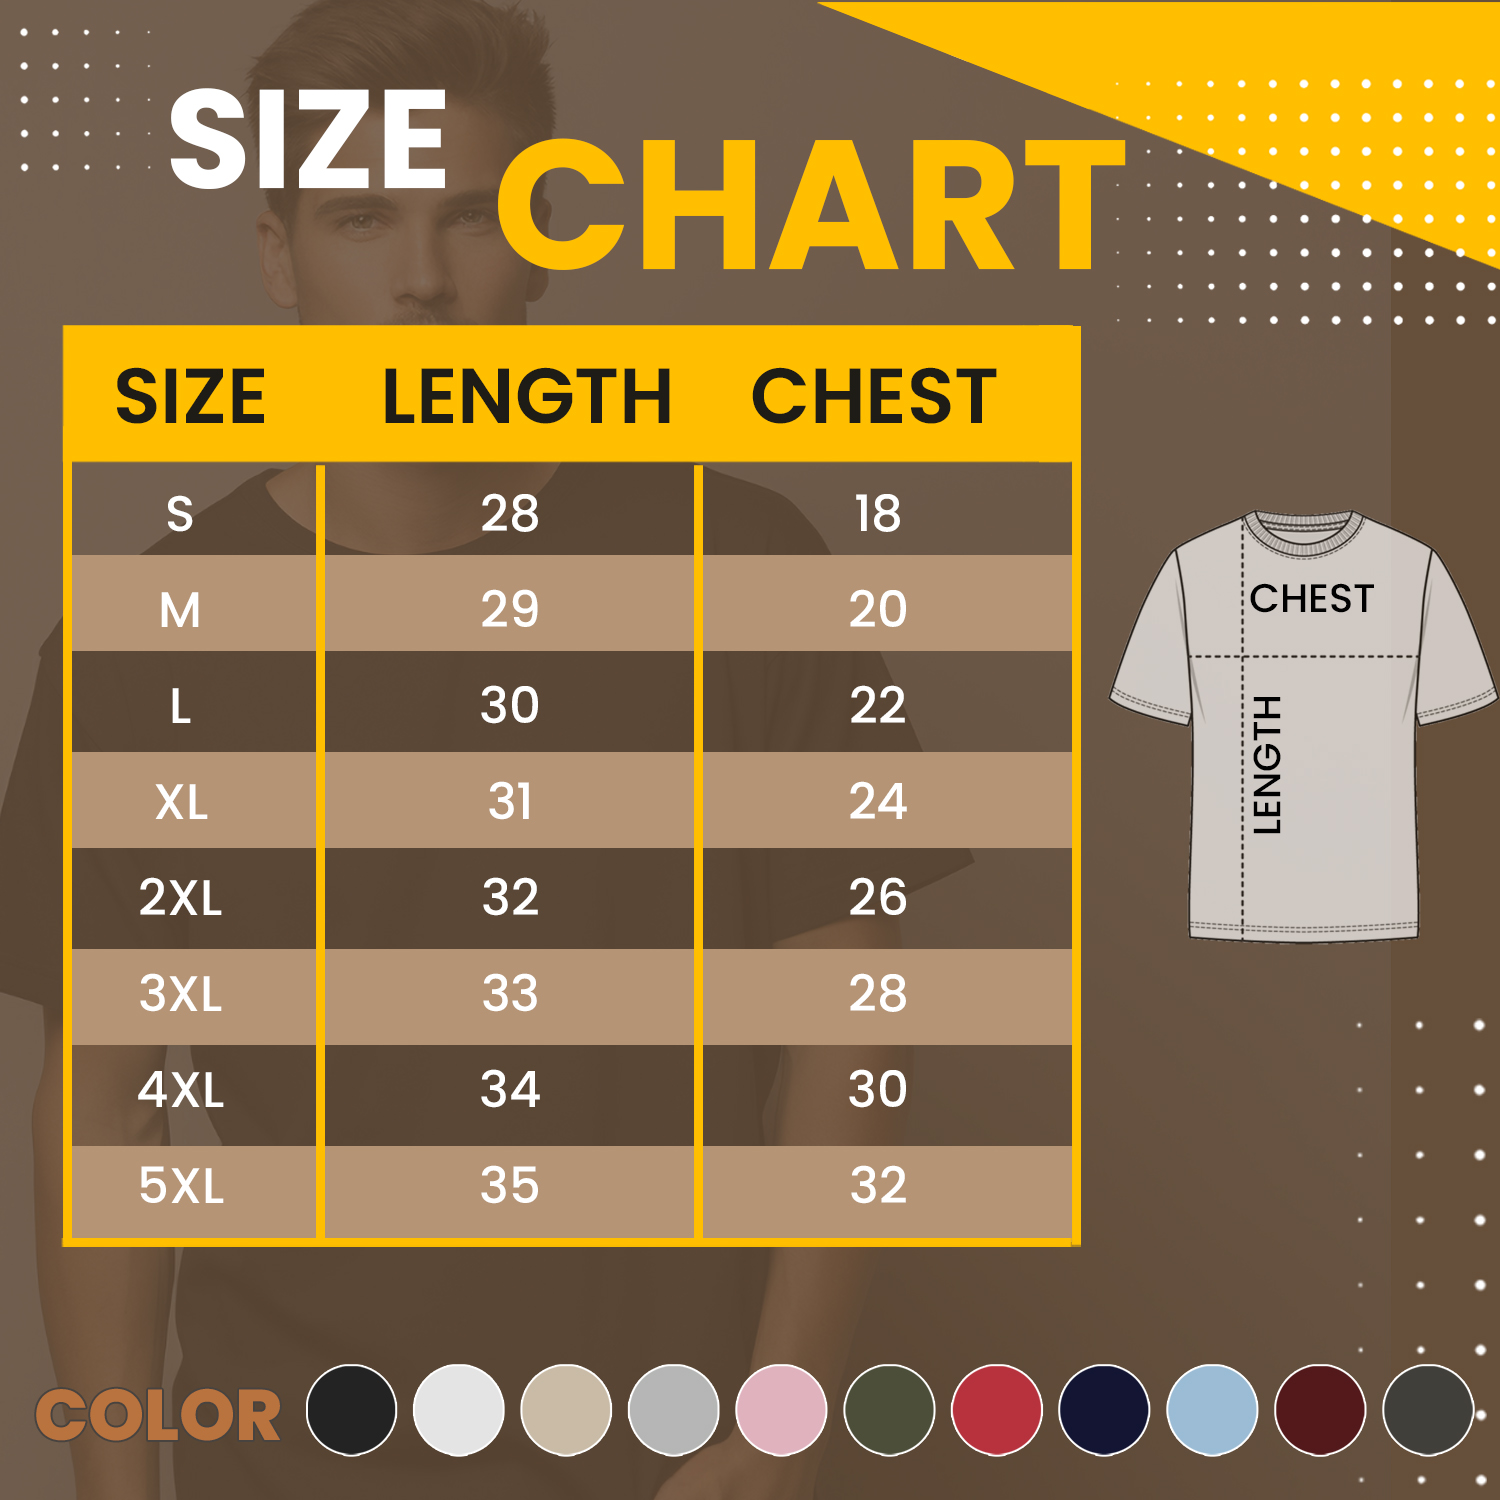 SIZE
CHART
SIZE LENGTH CHEST
S 28 18
M 29 20
L 30 22
XL 31 24
2XL 32 26
3XL 33 28
4XL 34 30
5XL 35 32
CHEST
LENGTH
COLOR